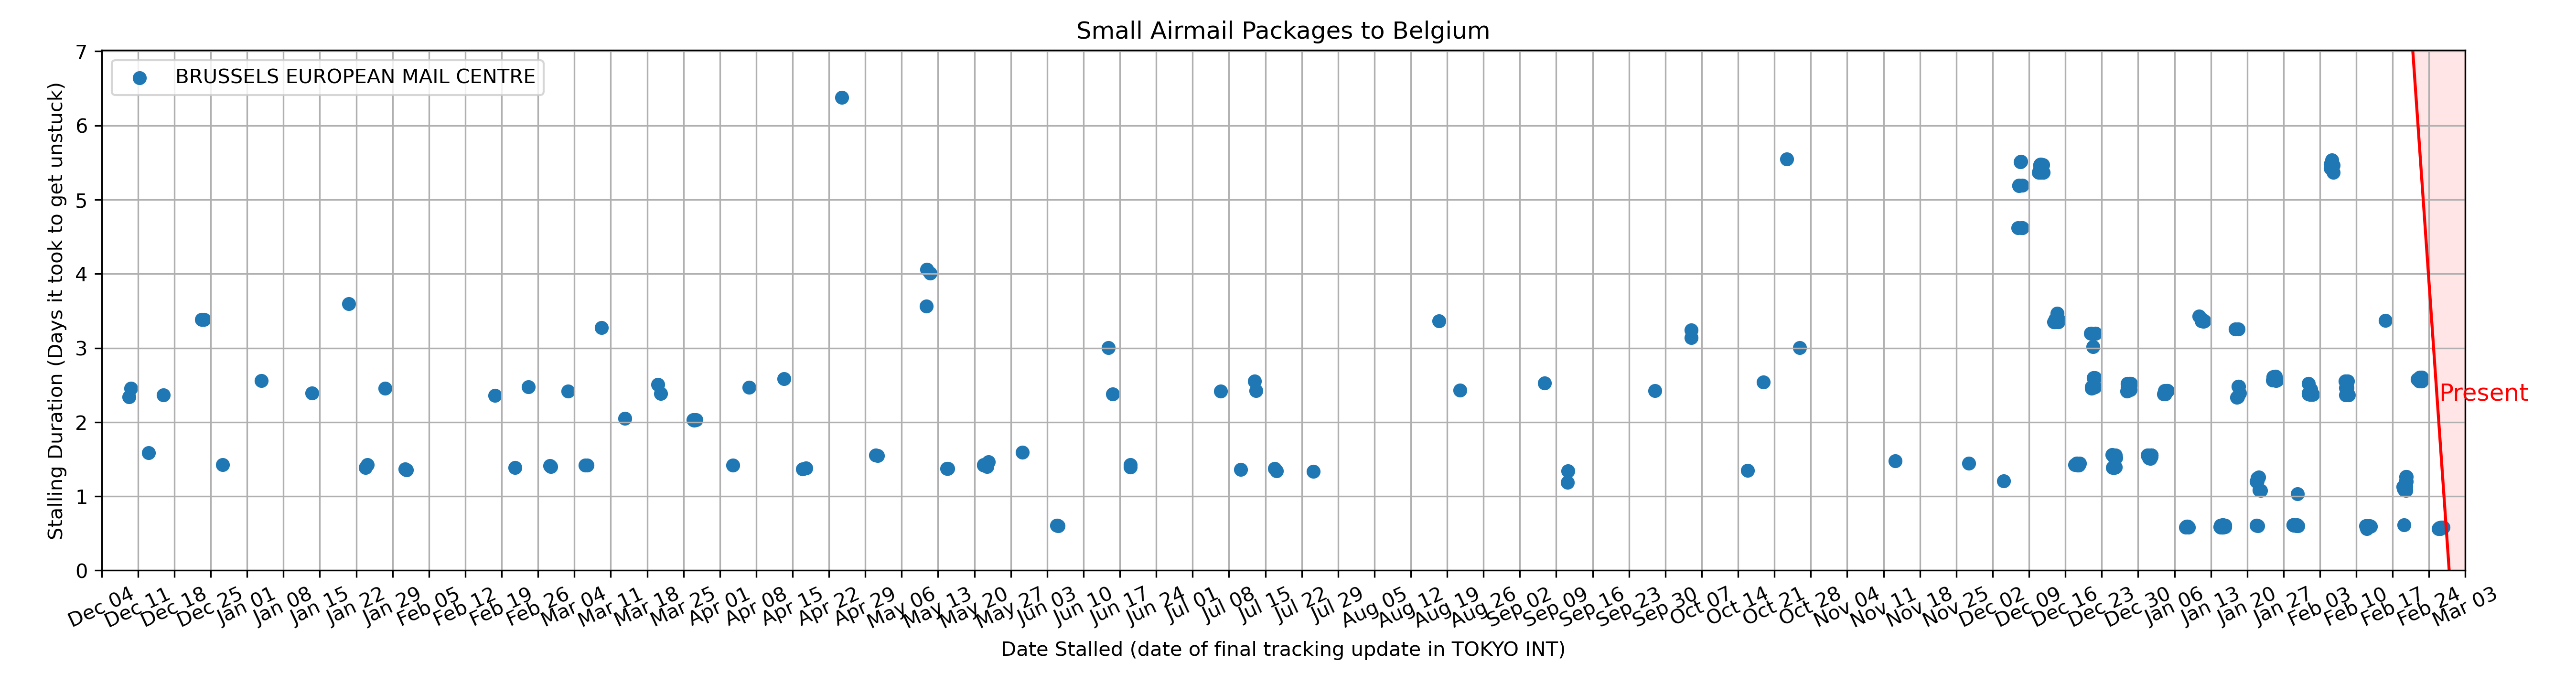 Small Airmail Packages to Belgium
BRUSSELS EUROPEAN MAIL CENTRE
Stalling Duration (Days it took to get unstuck)
7
6
5
4
3
2
1
0
Present
Dec 04 Dec 11 Dec 18 Dec 25 Jan 01 Jan 08 Jan 15 Jan 22 Jan 29 Feb 05 Feb 12 Feb 19 Feb 26 Mar 04 Mar 11 Mar 18 Mar 25 Apr 01 Apr 08 Apr 15 Apr 22 Apr 29 May 06 May 13 May 20 May 27 Jun 03 Jun 10 Jun 17 Jun 24 Jul 01 Jul 08 Jul 15 Jul 22 Jul 29 Aug 05 Aug 12 Aug 19 Aug 26 Sep 02 Sep 09 Sep 16 Sep 23 Sep 30 Oct 07 Oct 14 Oct 21 Oct 28 Nov 04 Nov 11 Nov 18 Nov 25 Dec 02 Dec 09 Dec 16 Dec 23 Dec 30 Jan 06 Jan 13 Jan 20 Jan 27 Feb 03 Feb 10 Feb 17 Feb 24 Mar 03
Date Stalled (date of final tracking update in TOKYO INT)